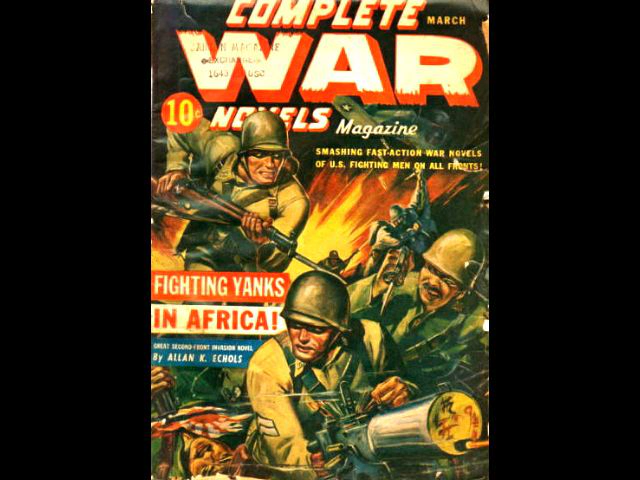 COMPLETE
MARCH
WAR
10¢
NOVELS Magazine
SMASHING FAST-ACTION WAR NOVELS
OF U.S. FIGHTING MEN ON ALL FRONTS!
FIGHTING YANKS
IN AFRICA!
GREAT SECOND-FRONT INVASION NOVEL
By ALLAN K. ECHOLS